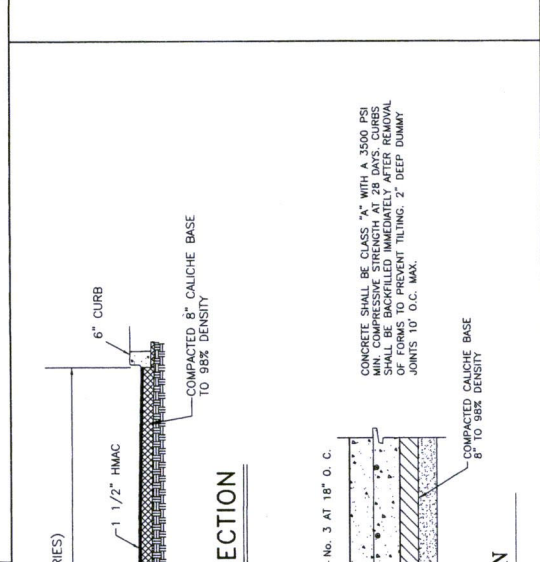 RIES)
6" CURB
1 1/2" HMAC
COMPACTED 8" CALICHE BASE
TO 98% DENSITY
ECTION
No. 3 AT 18" O. C.
CONCRETE SHALL BE CLASS "A" WITH A 3500 PSI
MIN. COMPRESSIVE STRENGTH AT 28 DAYS. CURBS
SHALL BE BACKFILLED IMMEDIATELY AFTER REMOVAL
OF FORMS TO PREVENT TILTING. 2" DEEP DUMMY
JOINTS 10' O.C. MAX.
COMPACTED CALICHE BASE
8" TO 98% DENSITY
N